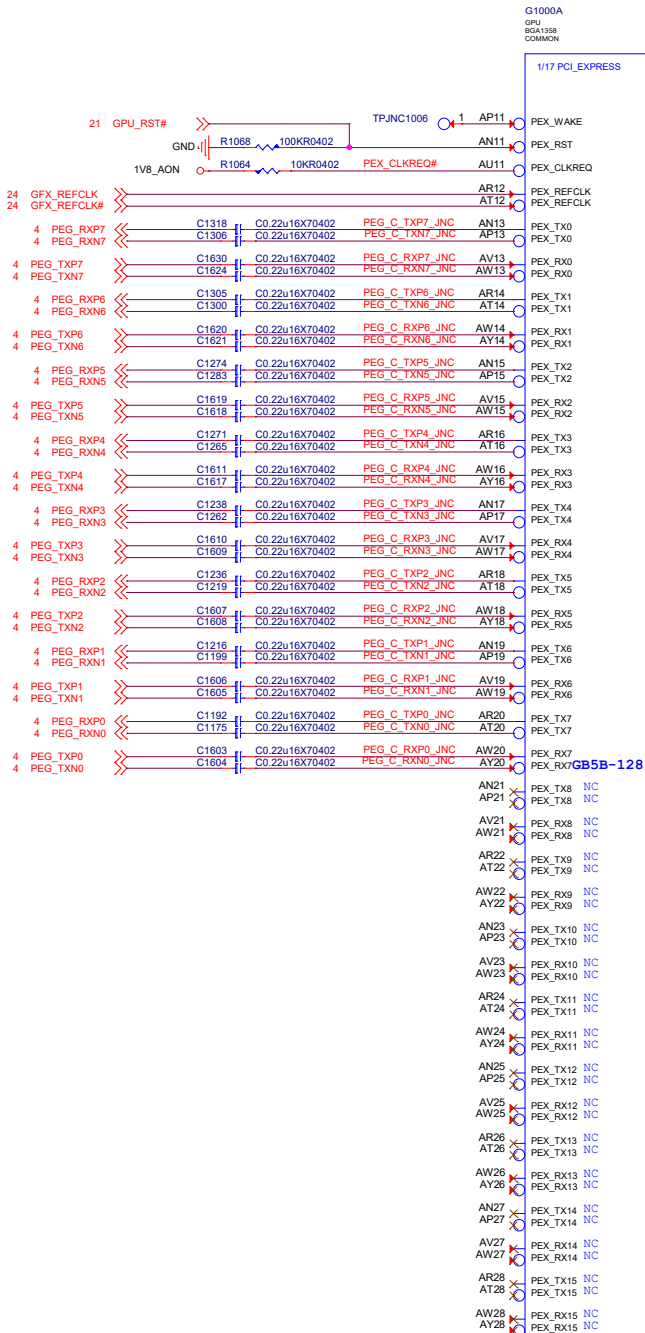 G1000A
GPU
BGA1358
COMMON
1/17 PCI_EXPRESS
TPJNC1006 1 AP11 PEX_WAKE
21 GPU_RST#
GND R1068 100KR0402 AN11 PEX_RST
1V8_AON R1064 10KR0402 PEX_CLKREQ# AU11 PEX_CLKREQ
24 GFX_REFCLK AR12 PEX_REFCLK
24 GFX_REFCLK# AT12 PEX_REFCLK
4 PEG_RXP7 C1318 C0.22u16X70402 PEG_C_TXP7_JNC AN13 PEX_TX0
4 PEG_RXN7 C1306 C0.22u16X70402 PEG_C_TXN7_JNC AP13 PEX_TX0
4 PEG_TXP7 C1630 C0.22u16X70402 PEG_C_RXP7_JNC AV13 PEX_RX0
4 PEG_TXN7 C1624 C0.22u16X70402 PEG_C_RXN7_JNC AW13 PEX_RX0
4 PEG_RXP6 C1305 C0.22u16X70402 PEG_C_TXP6_JNC AR14 PEX_TX1
4 PEG_RXN6 C1300 C0.22u16X70402 PEG_C_TXN6_JNC AT14 PEX_TX1
4 PEG_TXP6 C1620 C0.22u16X70402 PEG_C_RXP6_JNC AW14 PEX_RX1
4 PEG_TXN6 C1621 C0.22u16X70402 PEG_C_RXN6_JNC AY14 PEX_RX1
4 PEG_RXP5 C1274 C0.22u16X70402 PEG_C_TXP5_JNC AN15 PEX_TX2
4 PEG_RXN5 C1283 C0.22u16X70402 PEG_C_TXN5_JNC AP15 PEX_TX2
4 PEG_TXP5 C1619 C0.22u16X70402 PEG_C_RXP5_JNC AV15 PEX_RX2
4 PEG_TXN5 C1618 C0.22u16X70402 PEG_C_RXN5_JNC AW15 PEX_RX2
4 PEG_RXP4 C1271 C0.22u16X70402 PEG_C_TXP4_JNC AR16 PEX_TX3
4 PEG_RXN4 C1265 C0.22u16X70402 PEG_C_TXN4_JNC AT16 PEX_TX3
4 PEG_TXP4 C1611 C0.22u16X70402 PEG_C_RXP4_JNC AW16 PEX_RX3
4 PEG_TXN4 C1617 C0.22u16X70402 PEG_C_RXN4_JNC AY16 PEX_RX3
4 PEG_RXP3 C1238 C0.22u16X70402 PEG_C_TXP3_JNC AN17 PEX_TX4
4 PEG_RXN3 C1262 C0.22u16X70402 PEG_C_TXN3_JNC AP17 PEX_TX4
4 PEG_TXP3 C1610 C0.22u16X70402 PEG_C_RXP3_JNC AV17 PEX_RX4
4 PEG_TXN3 C1609 C0.22u16X70402 PEG_C_RXN3_JNC AW17 PEX_RX4
4 PEG_RXP2 C1236 C0.22u16X70402 PEG_C_TXP2_JNC AR18 PEX_TX5
4 PEG_RXN2 C1219 C0.22u16X70402 PEG_C_TXN2_JNC AT18 PEX_TX5
4 PEG_TXP2 C1607 C0.22u16X70402 PEG_C_RXP2_JNC AW18 PEX_RX5
4 PEG_TXN2 C1608 C0.22u16X70402 PEG_C_RXN2_JNC AY18 PEX_RX5
4 PEG_RXP1 C1216 C0.22u16X70402 PEG_C_TXP1_JNC AN19 PEX_TX6
4 PEG_RXN1 C1199 C0.22u16X70402 PEG_C_TXN1_JNC AP19 PEX_TX6
4 PEG_TXP1 C1606 C0.22u16X70402 PEG_C_RXP1_JNC AV19 PEX_RX6
4 PEG_TXN1 C1605 C0.22u16X70402 PEG_C_RXN1_JNC AW19 PEX_RX6
4 PEG_RXP0 C1192 C0.22u16X70402 PEG_C_TXP0_JNC AR20 PEX_TX7
4 PEG_RXN0 C1175 C0.22u16X70402 PEG_C_TXN0_JNC AT20 PEX_TX7
4 PEG_TXP0 C1603 C0.22u16X70402 PEG_C_RXP0_JNC AW20 PEX_RX7
4 PEG_TXN0 C1604 C0.22u16X70402 PEG_C_RXN0_JNC AY20 PEX_RX7 GB5B-128
AN21 PEX_TX8 NC
AP21 PEX_TX8 NC
AV21 PEX_RX8 NC
AW21 PEX_RX8 NC
AR22 PEX_TX9 NC
AT22 PEX_TX9 NC
AW22 PEX_RX9 NC
AY22 PEX_RX9 NC
AN23 PEX_TX10 NC
AP23 PEX_TX10 NC
AV23 PEX_RX10 NC
AW23 PEX_RX10 NC
AR24 PEX_TX11 NC
AT24 PEX_TX11 NC
AW24 PEX_RX11 NC
AY24 PEX_RX11 NC
AN25 PEX_TX12 NC
AP25 PEX_TX12 NC
AV25 PEX_RX12 NC
AW25 PEX_RX12 NC
AR26 PEX_TX13 NC
AT26 PEX_TX13 NC
AW26 PEX_RX13 NC
AY26 PEX_RX13 NC
AN27 PEX_TX14 NC
AP27 PEX_TX14 NC
AV27 PEX_RX14 NC
AW27 PEX_RX14 NC
AR28 PEX_TX15 NC
AT28 PEX_TX15 NC
AW28 PEX_RX15 NC
AY28 PEX_RX15 NC